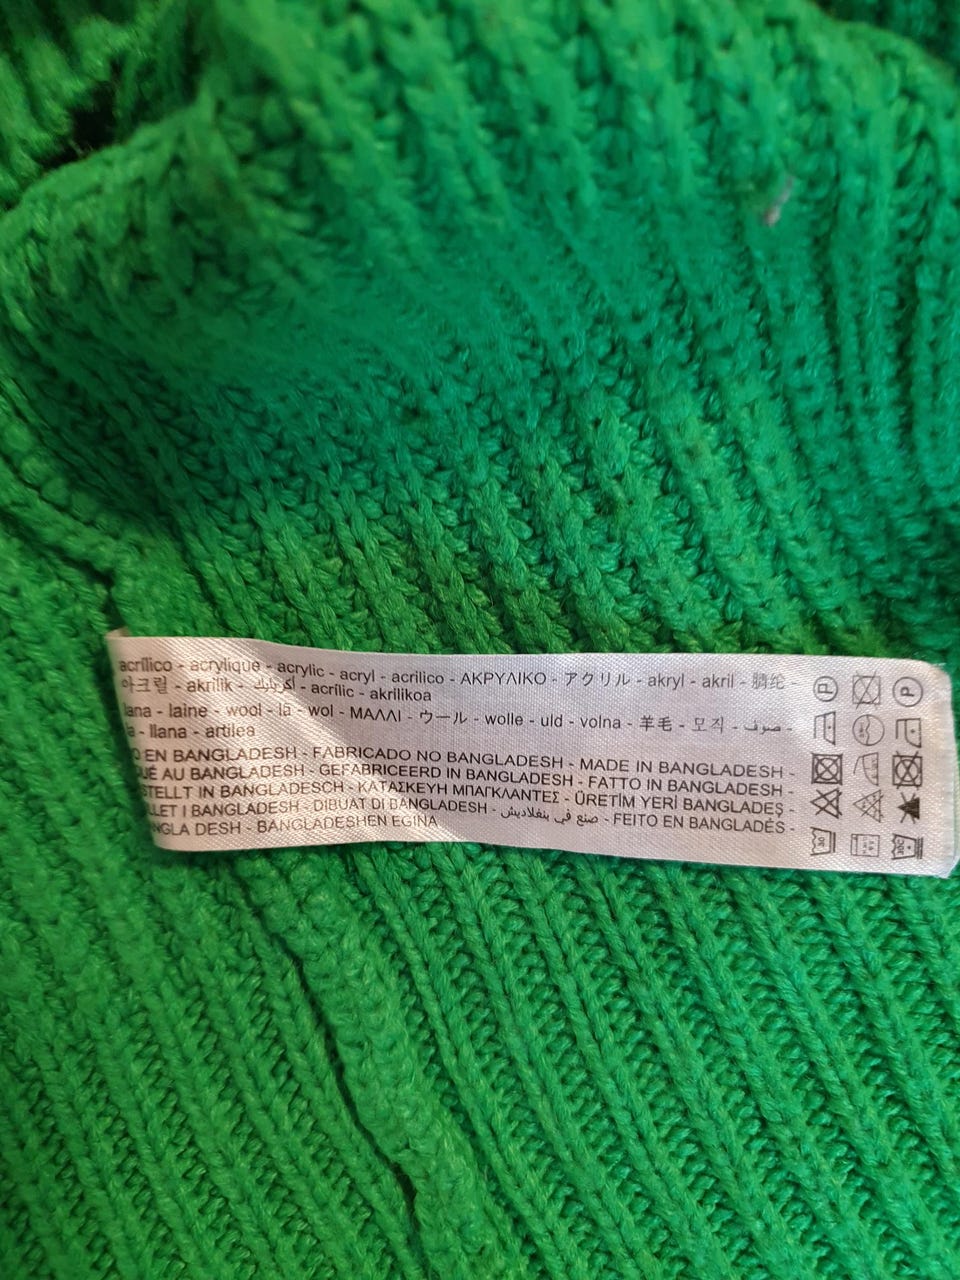 acrílico - acrylique - acrylic - acryl - acrilico - ΑΚΡΥΛΙΚΟ - アクリル - akryl - akril - 腈纶 -
아크릴 - akrilik - أكريليك - acrílic - akrilikoa
lana - laine - wool - lã - wol - ΜΑΛΛΙ - ウール - wolle - uld - volna - 羊毛 - 모직 - صوف -
- llana - artilea
EN BANGLADESH - FABRICADO NO BANGLADESH - MADE IN BANGLADESH -
AU BANGLADESH - GEFABRICEERD IN BANGLADESH - FATTO IN BANGLADESH -
STELLT IN BANGLADESCH - ΚΑΤΑΣΚΕΥΗ ΜΠΑΓΚΛΑΝΤΕΣ - ÜRETİM YERİ BANGLADEŞ -
LLET I BANGLADESH - DIBUAT DI BANGLADESH - صنع في بنغلاديش - FEITO EN BANGLADÉS -
NGLA DESH - BANGLADESHEN EGINA
P P